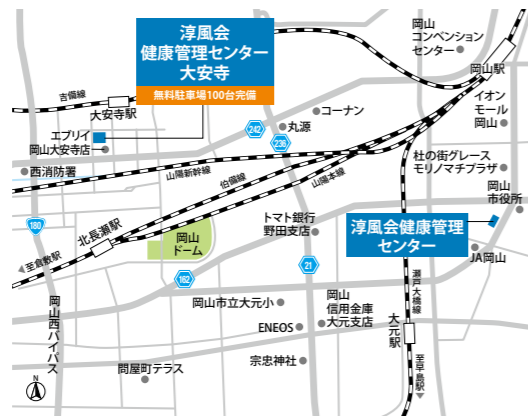 淳風会
健康管理センター
大安寺
無料駐車場100台完備
岡山
コンベンション
センター
岡山駅
吉備線
大安寺駅
イオン
モール
岡山
コーナン
丸源
242
236
エブリイ
岡山大安寺店
西消防署
山陽新幹線
伯備線
山陽本線
杜の街グレース
モリノマチプラザ
岡山
市役所
180
北長瀬駅
至倉敷駅
岡山
ドーム
トマト銀行
野田支店
淳風会健康管理
センター
JA岡山
162
21
瀬戸大橋線
岡山市立大元小
岡山
信用金庫
大元支店
ENEOS
大元駅
岡山西バイパス
宗忠神社
問屋町テラス
至早島駅
N